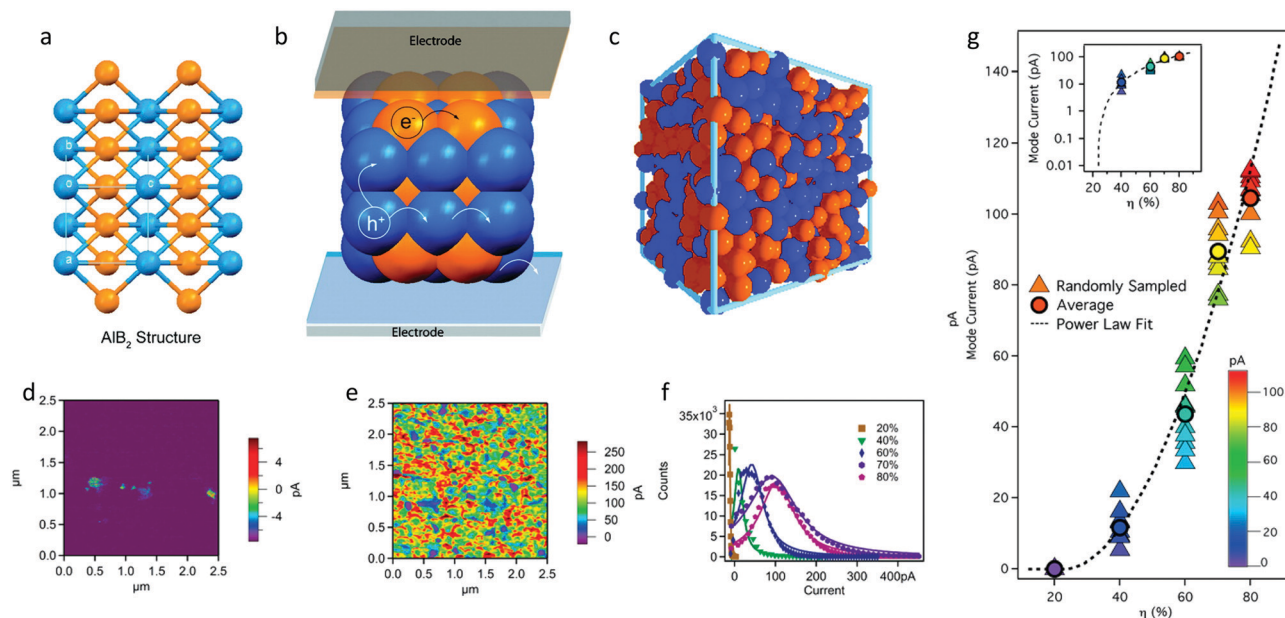 a
b
o
c
a
AlB2 Structure
b
Electrode
e-
h+
Electrode
c
d
2.5
2.0
1.5
1.0
0.5
0.0
µm
0.0 0.5 1.0 1.5 2.0 2.5
µm
4
0
-4
pA
e
2.5
2.0
1.5
1.0
0.5
0.0
µm
0.0 0.5 1.0 1.5 2.0 2.5
µm
250
200
150
100
50
0
pA
f
35x10³
30
25
20
15
10
5
0
Counts
20%
40%
60%
70%
80%
0 100 200 300 400pA
Current
g
140
120
100
80
60
40
20
0
pA
Mode Current (pA)
Mode Current (pA)
100
10
1
0.1
0.01
20 40 60 80
η (%)
Randomly Sampled
Average
Power Law Fit
pA
100
80
60
40
20
0
20 40 60 80
η (%)